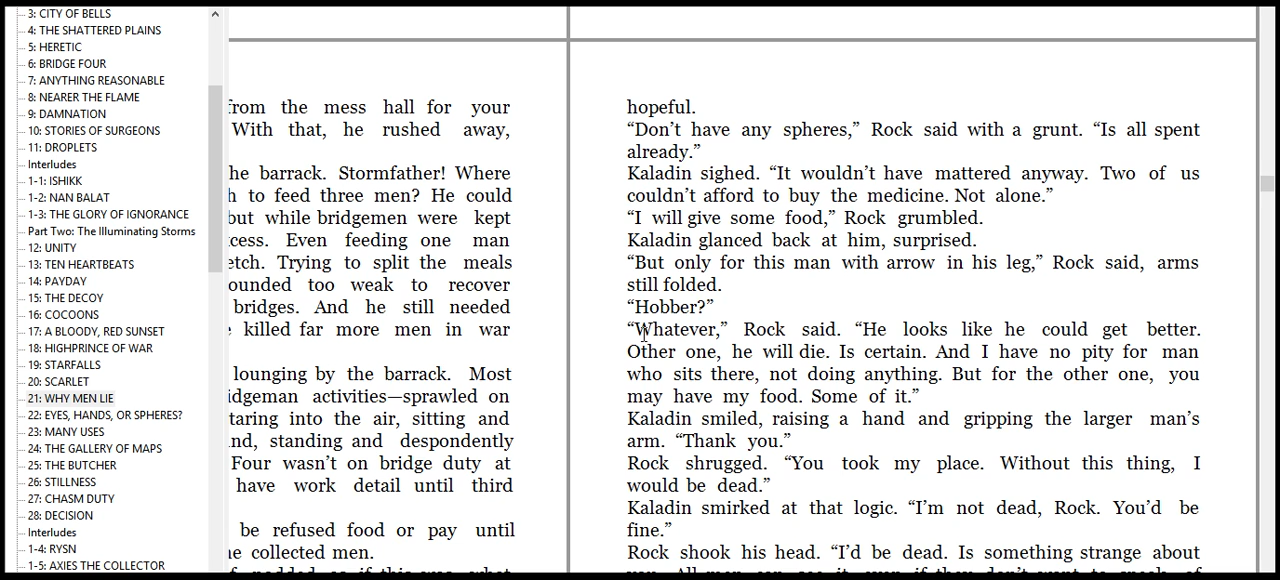 3: CITY OF BELLS
4: THE SHATTERED PLAINS
5: HERETIC
6: BRIDGE FOUR
7: ANYTHING REASONABLE
8: NEARER THE FLAME
9: DAMNATION
10: STORIES OF SURGEONS
11: DROPLETS
Interludes
1-1: ISHIKK
1-2: NAN BALAT
1-3: THE GLORY OF IGNORANCE
Part Two: The Illuminating Storms
12: UNITY
13: TEN HEARTBEATS
14: PAYDAY
15: THE DECOY
16: COCOONS
17: A BLOODY, RED SUNSET
18: HIGHPRINCE OF WAR
19: STARFALLS
20: SCARLET
21: WHY MEN LIE
22: EYES, HANDS, OR SPHERES?
23: MANY USES
24: THE GALLERY OF MAPS
25: THE BUTCHER
26: STILLNESS
27: CHASM DUTY
28: DECISION
Interludes
1-4: RYSN
1-5: AXIES THE COLLECTOR
from the mess hall for your
With that, he rushed away,
he barrack. Stormfather! Where
h to feed three men? He could
but while bridgemen were kept
cess. Even feeding one man
etch. Trying to split the meals
ounded too weak to recover
bridges. And he still needed
e killed far more men in war
lounging by the barrack. Most
idgeman activities—sprawled on
taring into the air, sitting and
nd, standing and despondently
Four wasn’t on bridge duty at
have work detail until third
be refused food or pay until
he collected men.
hopeful.
“Don’t have any spheres,” Rock said with a grunt. “Is all spent
already.”
Kaladin sighed. “It wouldn’t have mattered anyway. Two of us
couldn’t afford to buy the medicine. Not alone.”
“I will give some food,” Rock grumbled.
Kaladin glanced back at him, surprised.
“But only for this man with arrow in his leg,” Rock said, arms
still folded.
“Hobber?”
“Whatever,” Rock said. “He looks like he could get better.
Other one, he will die. Is certain. And I have no pity for man
who sits there, not doing anything. But for the other one, you
may have my food. Some of it.”
Kaladin smiled, raising a hand and gripping the larger man’s
arm. “Thank you.”
Rock shrugged. “You took my place. Without this thing, I
would be dead.”
Kaladin smirked at that logic. “I’m not dead, Rock. You’d be
fine.”
Rock shook his head. “I’d be dead. Is something strange about